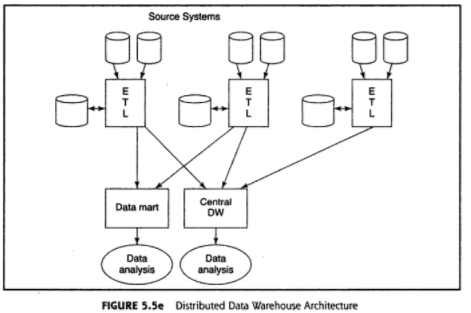 Source Systems
E
T
L
E
T
L
E
T
L
Data mart
Central
DW
Data
analysis
Data
analysis
FIGURE 5.5e Distributed Data Warehouse Architecture